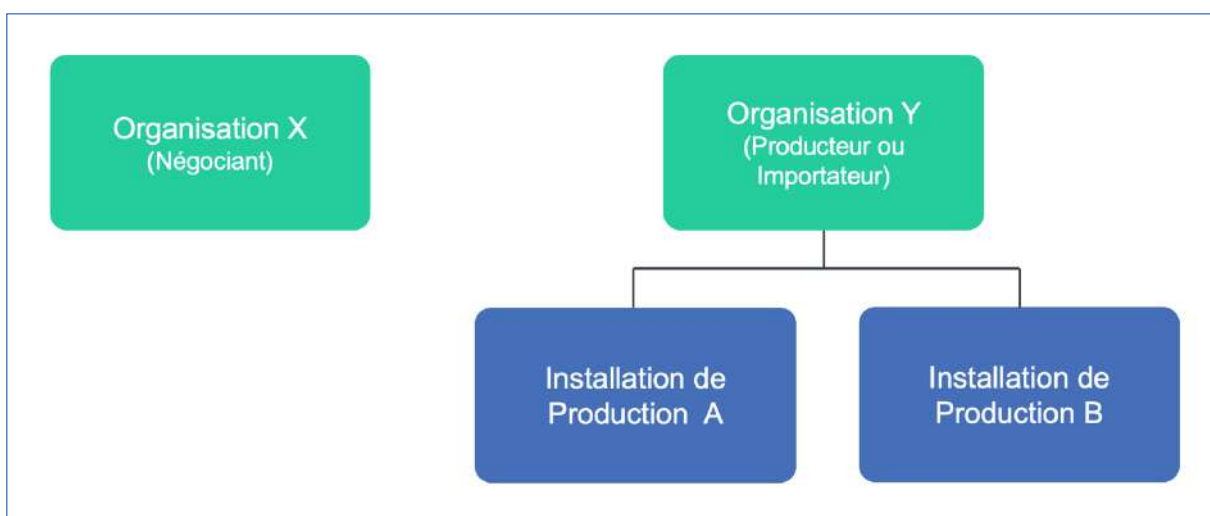 Organisation X
(Négociant)
Organisation Y
(Producteur ou
Importateur)
Installation de
Production A
Installation de
Production B